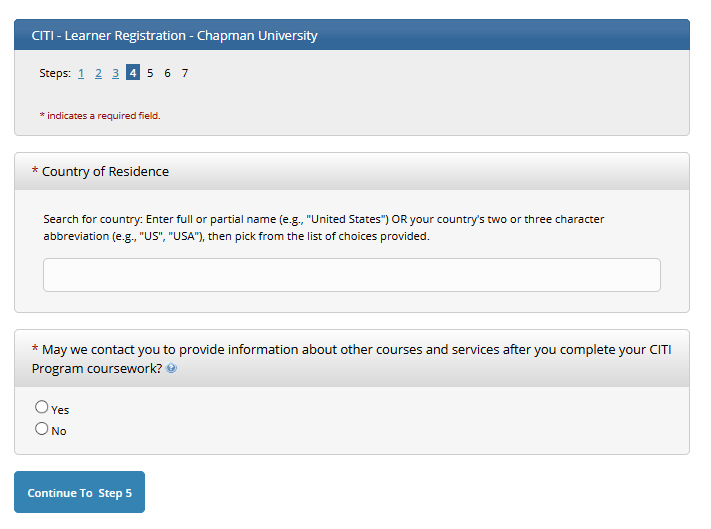 CITI - Learner Registration - Chapman University
Steps: 1 2 3 4 5 6 7
* indicates a required field.
* Country of Residence
Search for country: Enter full or partial name (e.g., "United States") OR your country's two or three character
abbreviation (e.g., "US", "USA"), then pick from the list of choices provided.
* May we contact you to provide information about other courses and services after you complete your CITI
Program coursework? ?
Yes
No
Continue To Step 5